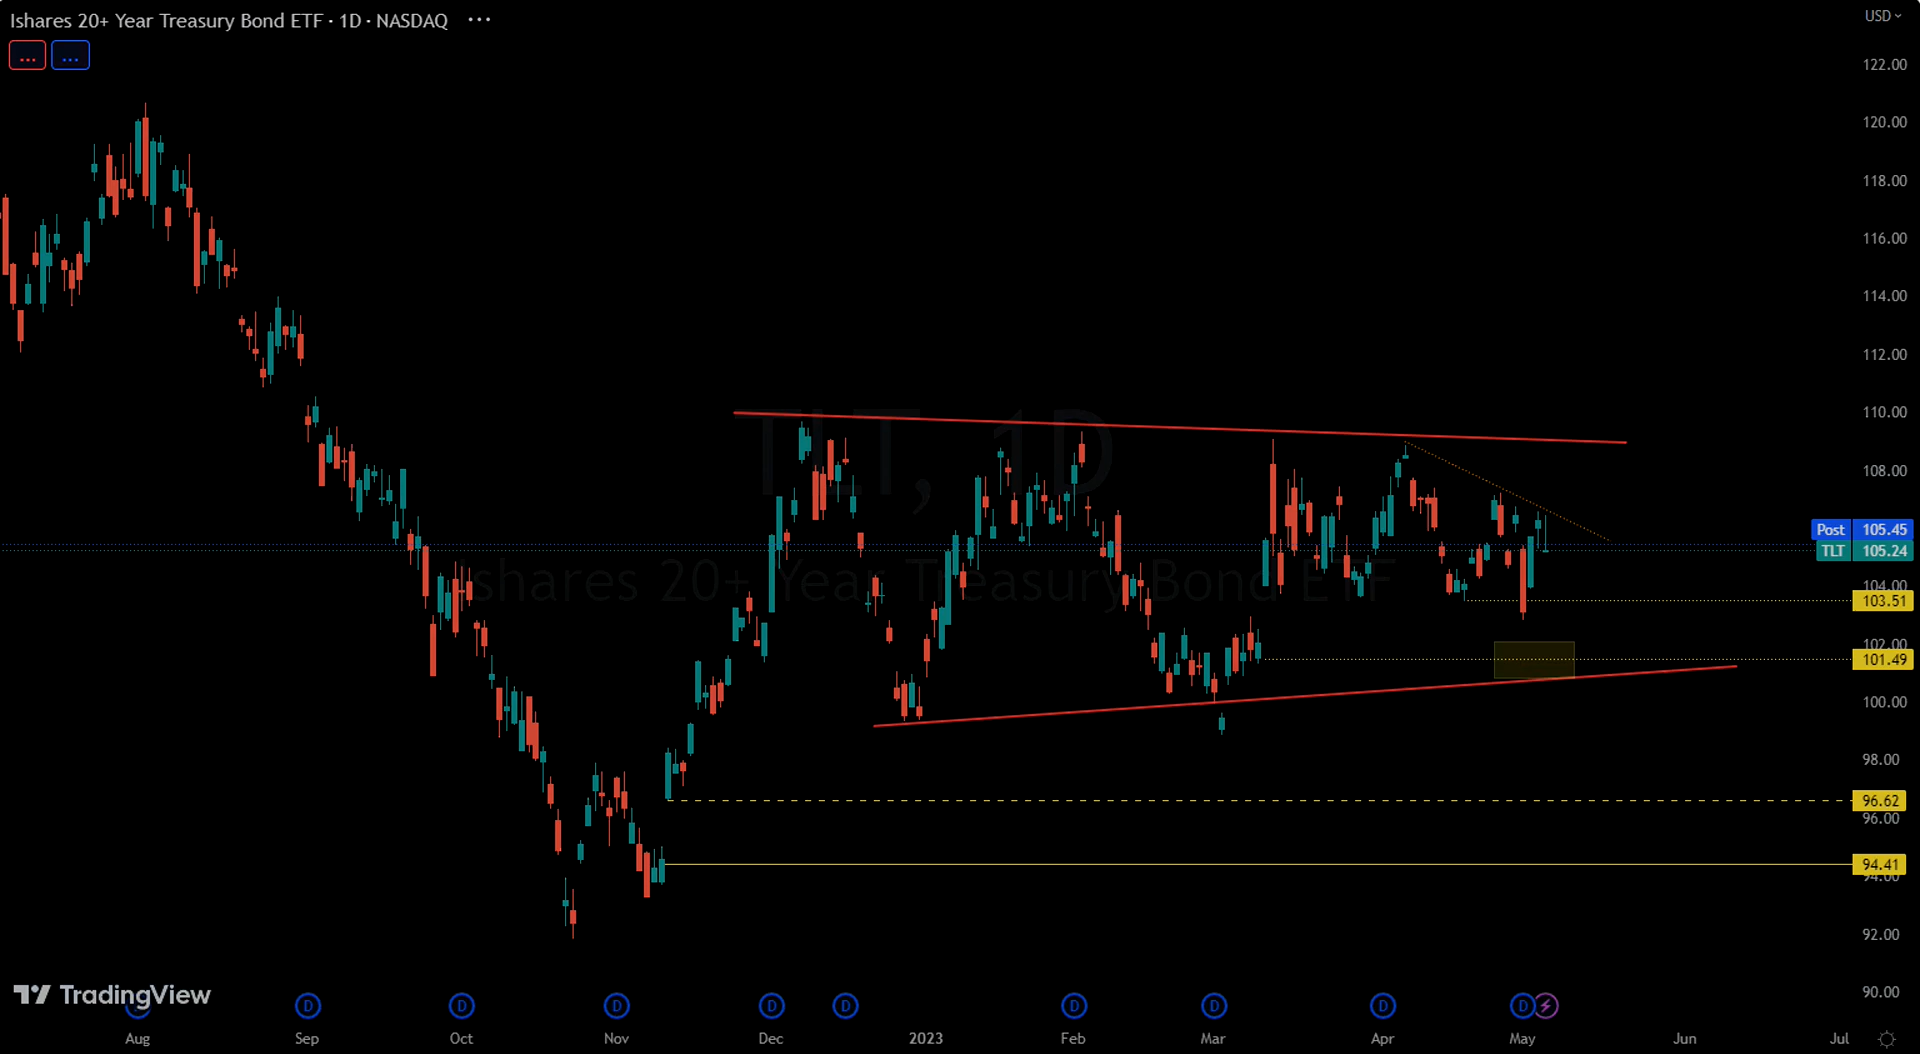 Ishares 20+ Year Treasury Bond ETF · 1D · NASDAQ ···
USD
... ...
122.00
120.00
118.00
116.00
114.00
112.00
110.00
TLT, 1D
108.00
Post 105.45
TLT 105.24
Ishares 20+ Year Treasury Bond ETF
104.00
103.51
102.00
101.49
100.00
98.00
96.62
96.00
94.41
94.00
92.00
90.00
TradingView
D D D D D D D D D
Aug Sep Oct Nov Dec 2023 Feb Mar Apr May Jun Jul